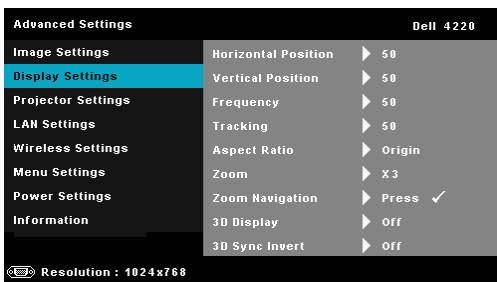 Advanced Settings Dell 4220
Image Settings
Display Settings
Projector Settings
LAN Settings
Wireless Settings
Menu Settings
Power Settings
Information
Horizontal Position 50
Vertical Position 50
Frequency 50
Tracking 50
Aspect Ratio Origin
Zoom X3
Zoom Navigation Press ✓
3D Display Off
3D Sync Invert Off
Resolution : 1024x768